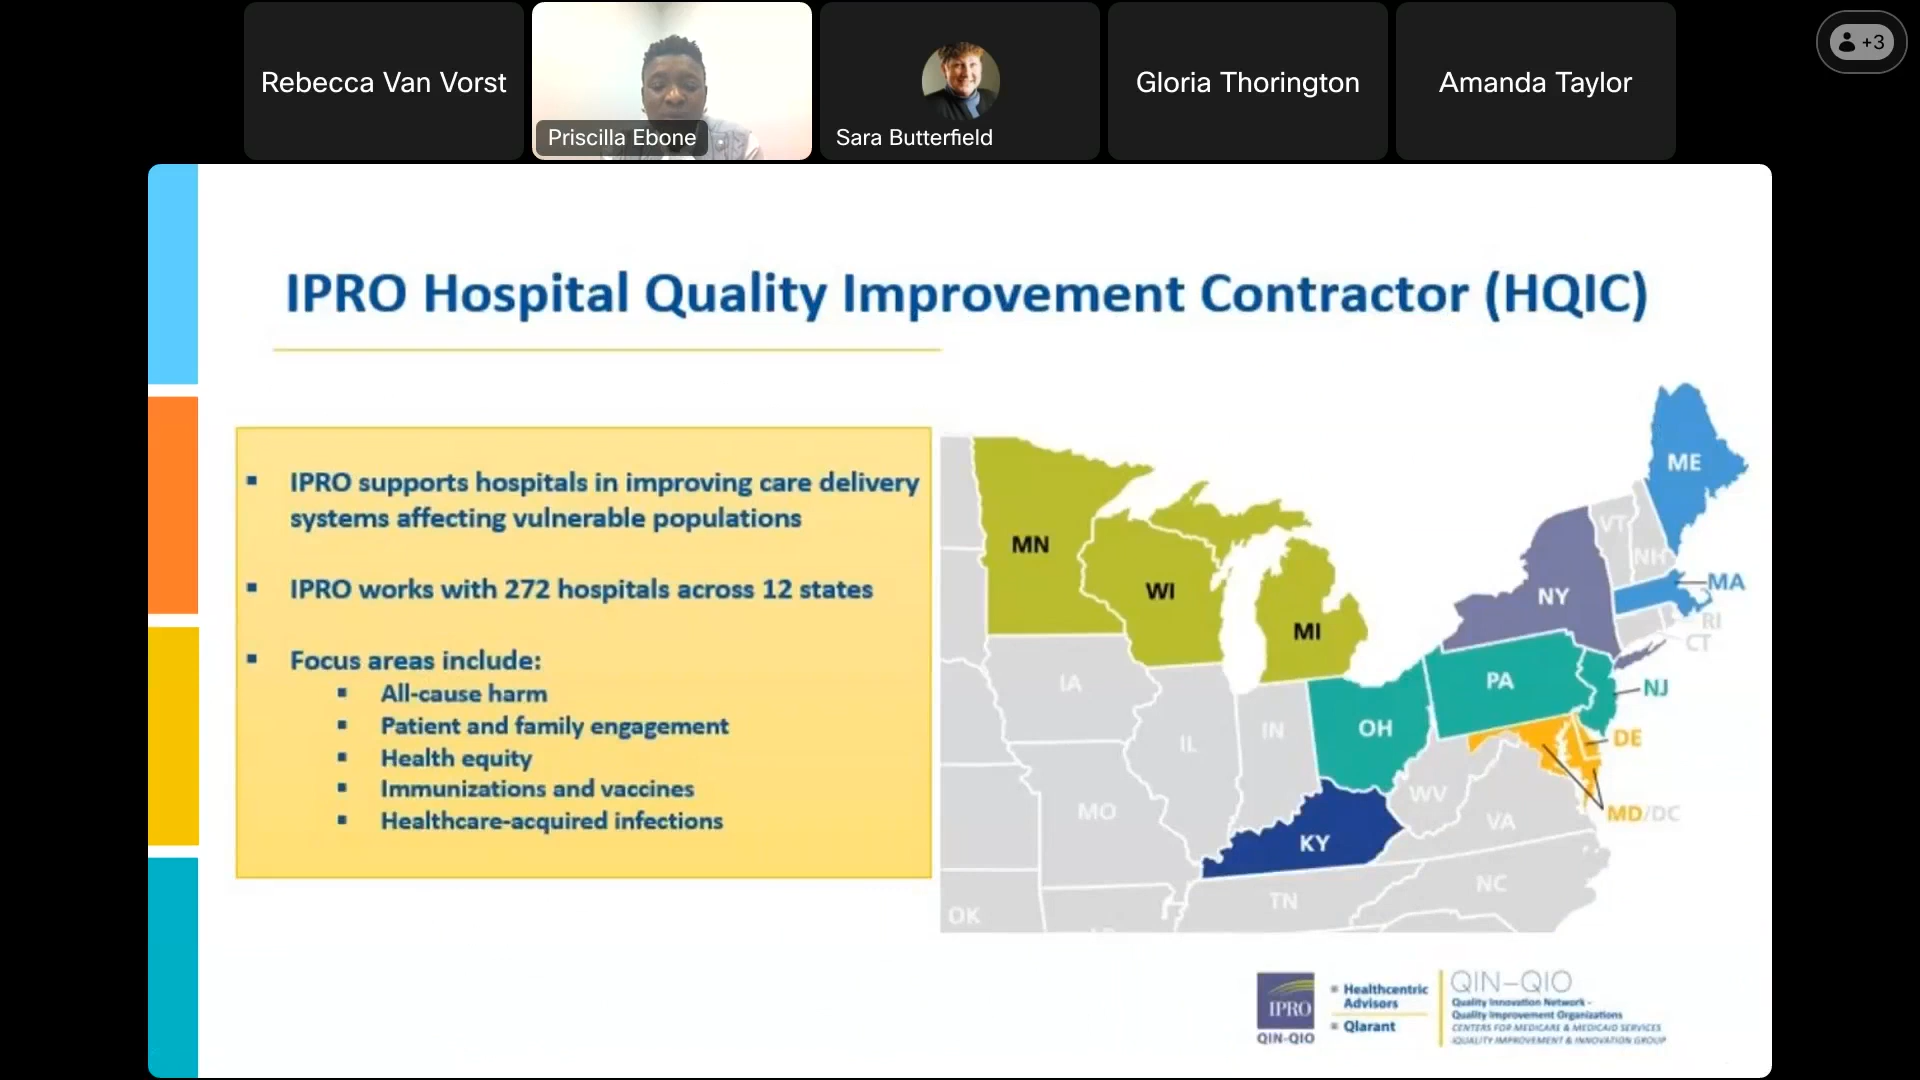 Rebecca Van Vorst
Priscilla Ebone
Sara Butterfield
Gloria Thorington
Amanda Taylor
+3
IPRO Hospital Quality Improvement Contractor (HQIC)
▪ IPRO supports hospitals in improving care delivery
systems affecting vulnerable populations
▪ IPRO works with 272 hospitals across 12 states
▪ Focus areas include:
▪ All-cause harm
▪ Patient and family engagement
▪ Health equity
▪ Immunizations and vaccines
▪ Healthcare-acquired infections
ME
MN
VT
NH
WI
NY
MA
MI
RI
CT
IA
PA
NJ
IL
IN
OH
DE
MO
WV
VA
MD/DC
KY
NC
TN
OK
IPRO
QIN-QIO
Healthcentric
Advisors
Qlarant
QIN–QIO
Quality Innovation Network -
Quality Improvement Organizations
CENTERS FOR MEDICARE & MEDICAID SERVICES
iQUALITY IMPROVEMENT & INNOVATION GROUP